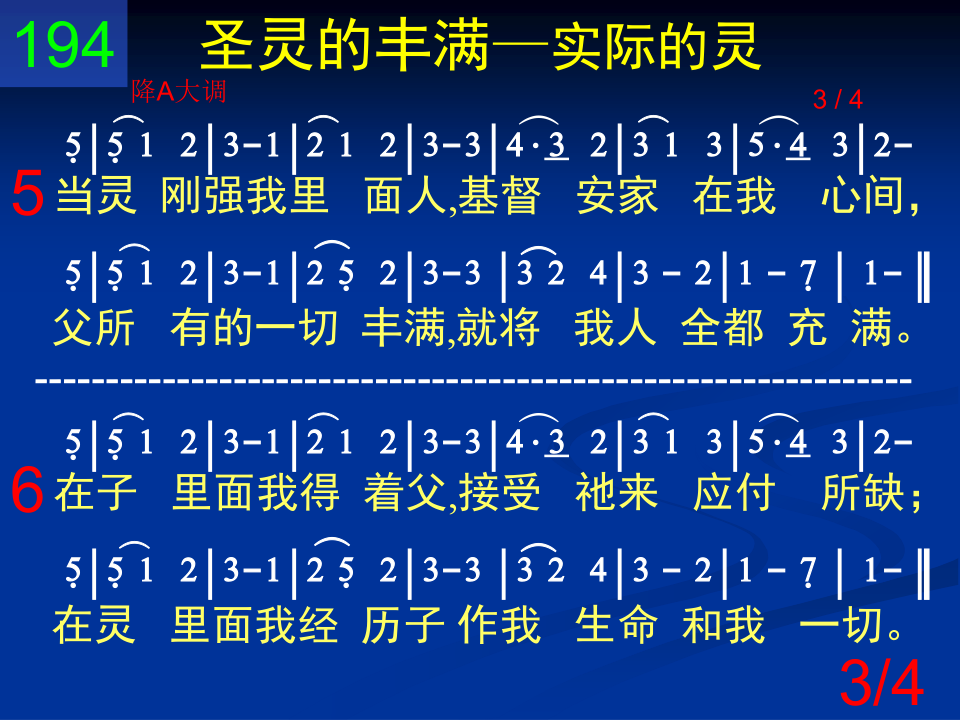 194 圣灵的丰满—实际的灵
降A大调 3 / 4
5̣|5̣ 1 2|3-1|2 1 2|3-3|4·3̲ 2|3 1 3|5·4̲ 3|2-
5 当灵 刚强我里 面人,基督 安家 在我 心间,
5̣|5̣ 1 2|3-1|2 5̣ 2|3-3|3 2 4|3 - 2|1 - 7̣| 1-‖
父所 有的一切 丰满,就将 我人 全都 充 满。
--------------------------------------------------------------
5̣|5̣ 1 2|3-1|2 1 2|3-3|4·3̲ 2|3 1 3|5·4̲ 3|2-
6 在子 里面我得 着父,接受 祂来 应付 所缺;
5̣|5̣ 1 2|3-1|2 5̣ 2|3-3|3 2 4|3 - 2|1 - 7̣| 1-‖
在灵 里面我经 历子 作我 生命 和我 一切。
3/4